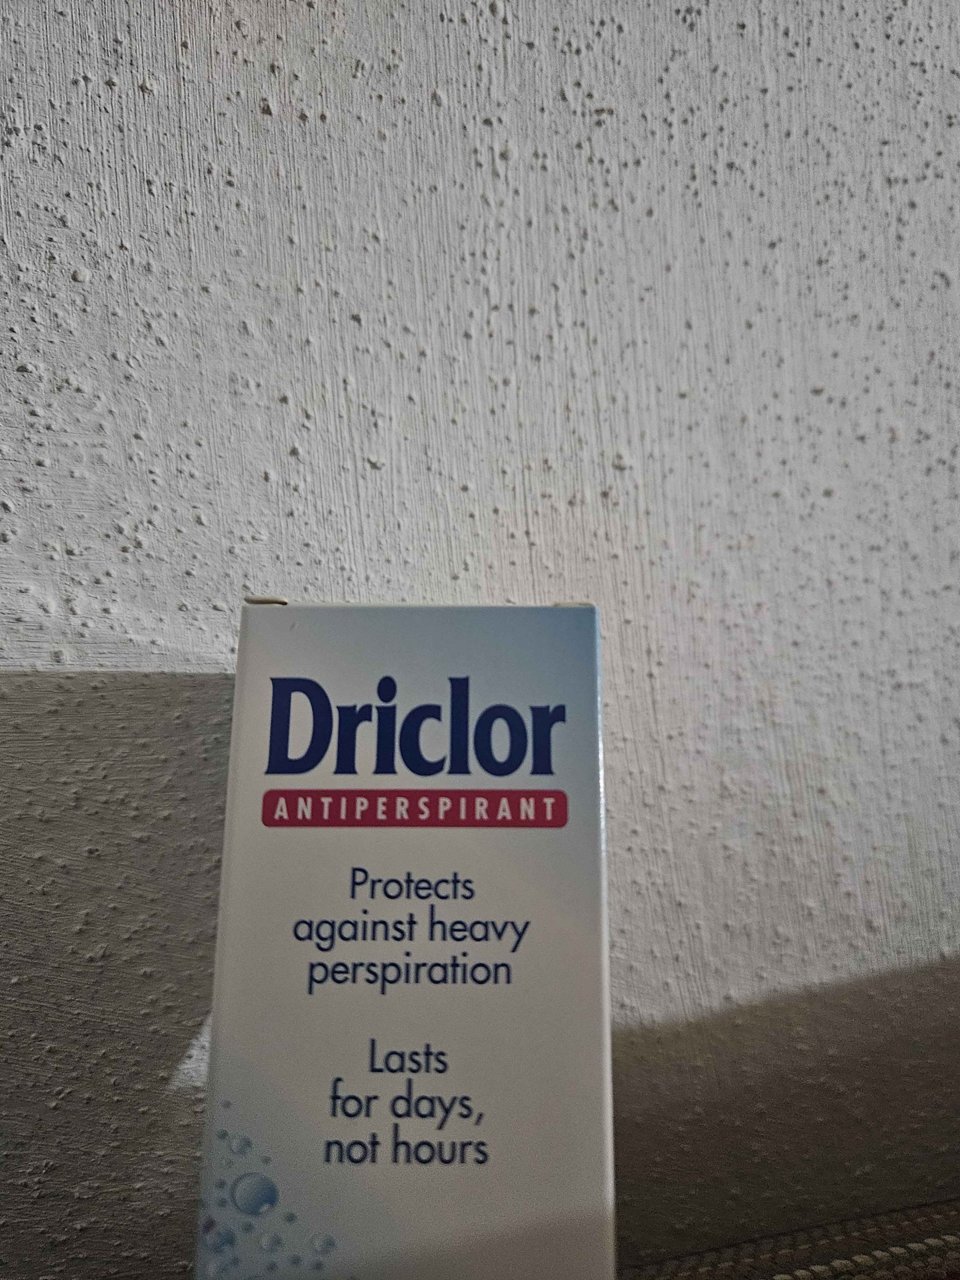 Driclor
ANTIPERSPIRANT
Protects
against heavy
perspiration
Lasts
for days,
not hours